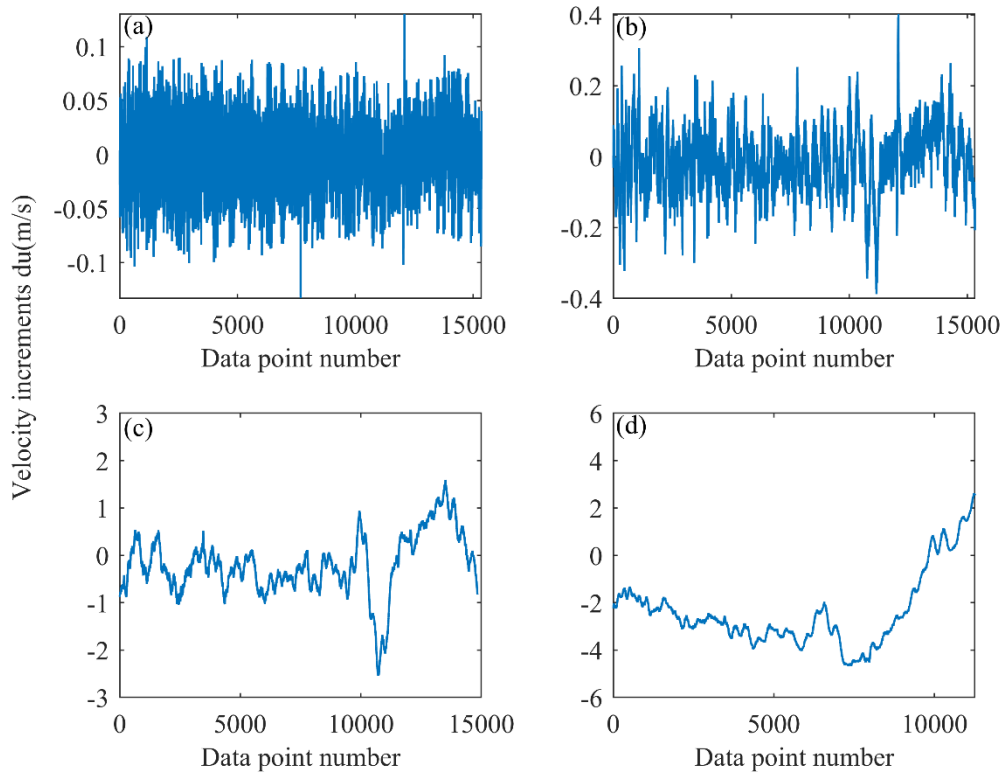 Velocity increments du(m/s)
(a)
0.1
0.05
0
-0.05
-0.1
0 5000 10000 15000
Data point number
(b)
0.4
0.2
0
-0.2
-0.4
0 5000 10000 15000
Data point number
(c)
3
2
1
0
-1
-2
-3
0 5000 10000 15000
Data point number
(d)
6
4
2
0
-2
-4
-6
0 5000 10000
Data point number